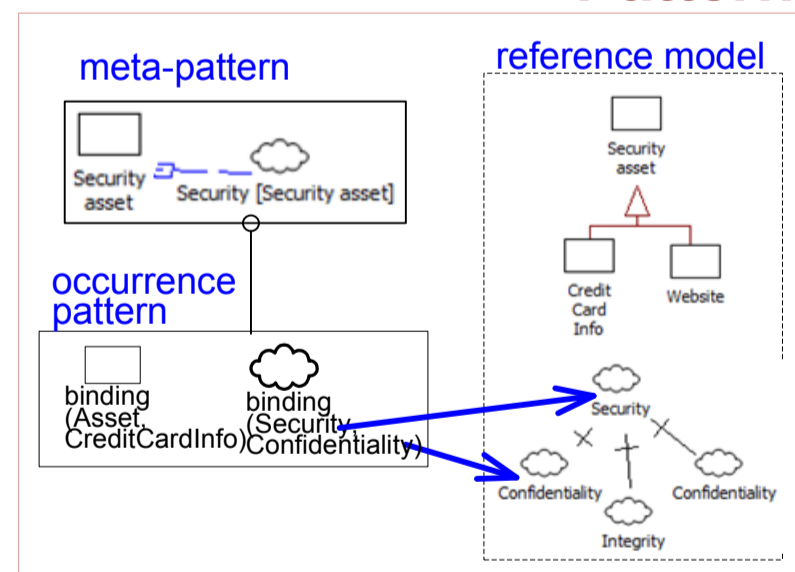 meta-pattern
Security
asset
Security [Security asset]
occurrence
pattern
binding
(Asset,
CreditCardInfo)
binding
(Security,
Confidentiality)
reference model
Security
asset
Credit
Card
Info
Website
Security
Confidentiality
Confidentiality
Integrity